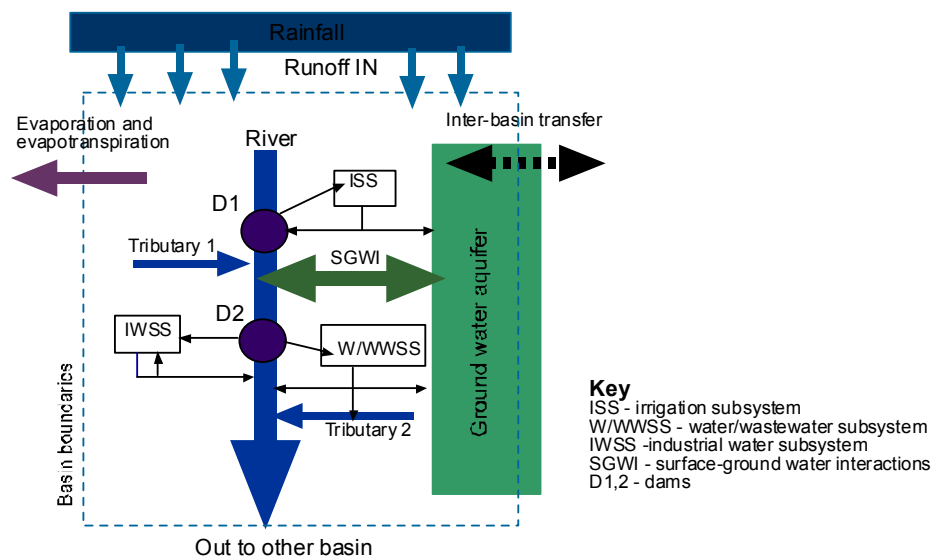 Rainfall
Runoff IN
Evaporation and
evapotranspiration
Inter-basin transfer
River
ISS
D1
Tributary 1
SGWI
D2
IWSS
W/WWSS
Tributary 2
Ground water aquifer
Basin boundaries
Out to other basin
Key
ISS - irrigation subsystem
W/WWSS - water/wastewater subsystem
IWSS -industrial water subsystem
SGWI - surface-ground water interactions
D1,2 - dams